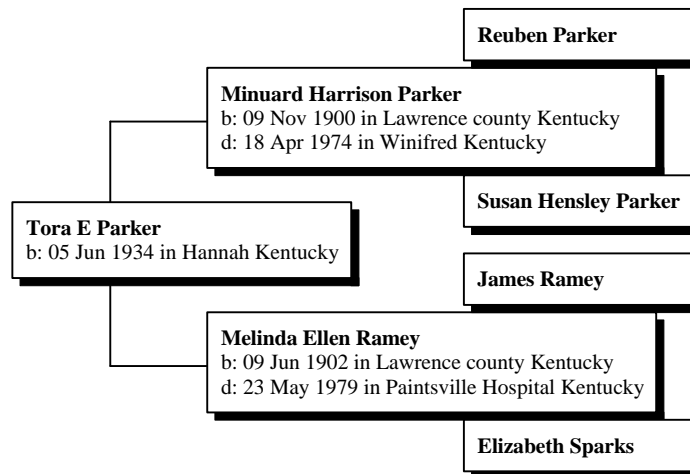 Reuben Parker
Minuard Harrison Parker
b: 09 Nov 1900 in Lawrence county Kentucky
d: 18 Apr 1974 in Winifred Kentucky
Susan Hensley Parker
Tora E Parker
b: 05 Jun 1934 in Hannah Kentucky
James Ramey
Melinda Ellen Ramey
b: 09 Jun 1902 in Lawrence county Kentucky
d: 23 May 1979 in Paintsville Hospital Kentucky
Elizabeth Sparks